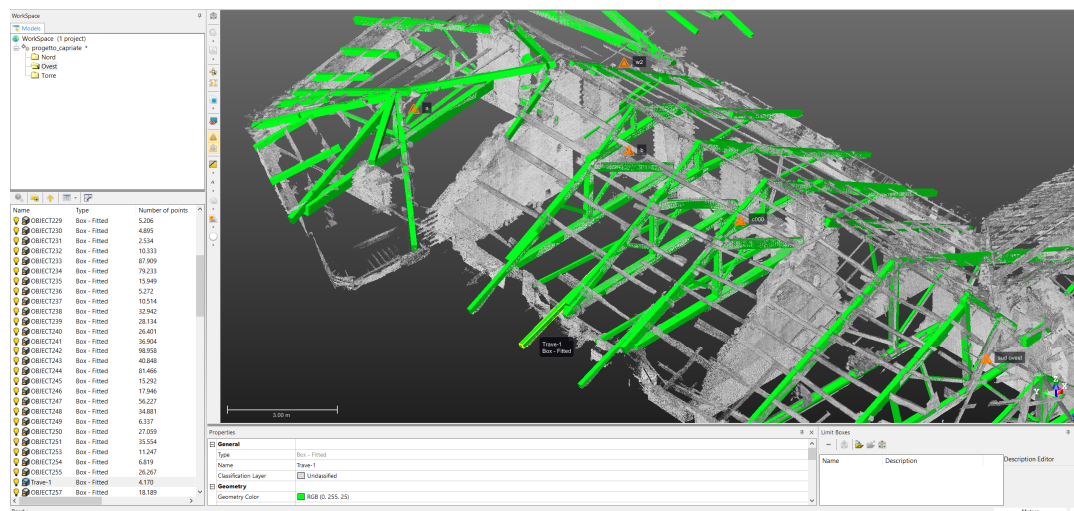 WorkSpace
Models
WorkSpace (1 project)
progetto_capriate *
Nord
Ovest
Torre
Name Type Number of points
OBJECT229 Box - Fitted 5.206
OBJECT230 Box - Fitted 4.895
OBJECT231 Box - Fitted 2.534
OBJECT232 Box - Fitted 10.333
OBJECT233 Box - Fitted 87.909
OBJECT234 Box - Fitted 79.233
OBJECT235 Box - Fitted 15.949
OBJECT236 Box - Fitted 5.272
OBJECT237 Box - Fitted 10.514
OBJECT238 Box - Fitted 32.942
OBJECT239 Box - Fitted 28.134
OBJECT240 Box - Fitted 26.401
OBJECT241 Box - Fitted 36.904
OBJECT242 Box - Fitted 98.958
OBJECT243 Box - Fitted 40.848
OBJECT244 Box - Fitted 81.466
OBJECT245 Box - Fitted 15.292
OBJECT246 Box - Fitted 17.946
OBJECT247 Box - Fitted 56.227
OBJECT248 Box - Fitted 34.881
OBJECT249 Box - Fitted 6.337
OBJECT250 Box - Fitted 27.059
OBJECT251 Box - Fitted 35.554
OBJECT253 Box - Fitted 11.247
OBJECT254 Box - Fitted 6.819
OBJECT255 Box - Fitted 26.267
Trave-1 Box - Fitted 4.170
OBJECT257 Box - Fitted 18.189
w2
c000
Trave-1
Box - Fitted
sud ovest
3.00 m
Properties
General
Type Box - Fitted
Name Trave-1
Classification Layer Unclassified
Geometry
Geometry Color RGB (0, 255, 25)
Limit Boxes
Name Description
Description Editor